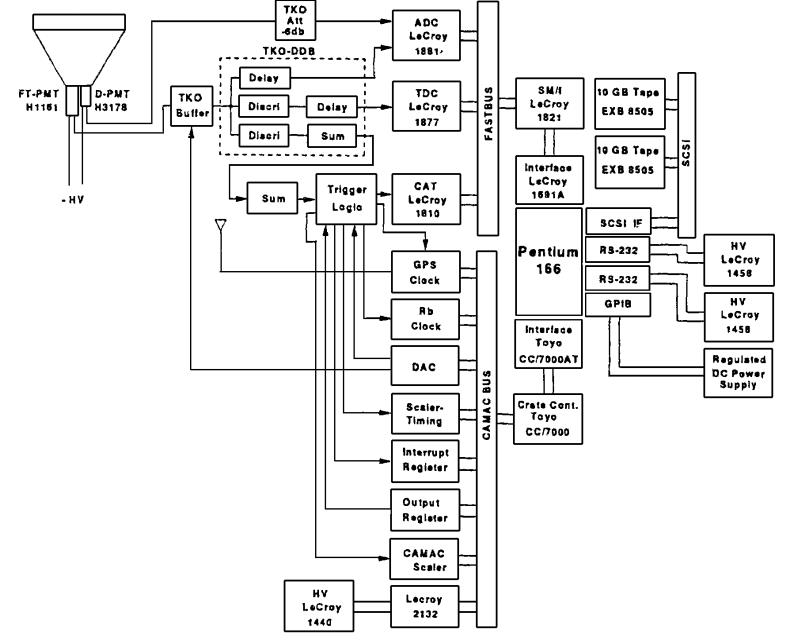 TKO
Att
-6db
ADC
LeCroy
1881
TKO-DDB
FT-PMT
H1161
D-PMT
H3178
- HV
TKO
Buffer
Delay
Discri
Delay
Discri
Sum
TDC
LeCroy
1877
FASTBUS
SM/I
LeCroy
1821
10 GB Tape
EXB 8505
10 GB Tape
EXB 8505
SCSI
Interface
LeCroy
1691A
Sum
Trigger
Logic
CAT
LeCroy
1810
Pentium
166
SCSI IF
RS-232
RS-232
GPIB
HV
LeCroy
1458
HV
LeCroy
1458
GPS
Clock
Rb
Clock
DAC
CAMAC BUS
Interface
Toyo
CC/7000AT
Regulated
DC Power
Supply
Scaler-
Timing
Crate Cont.
Toyo
CC/7000
Interrupt
Register
Output
Register
CAMAC
Scaler
HV
LeCroy
1440
Lecroy
2132